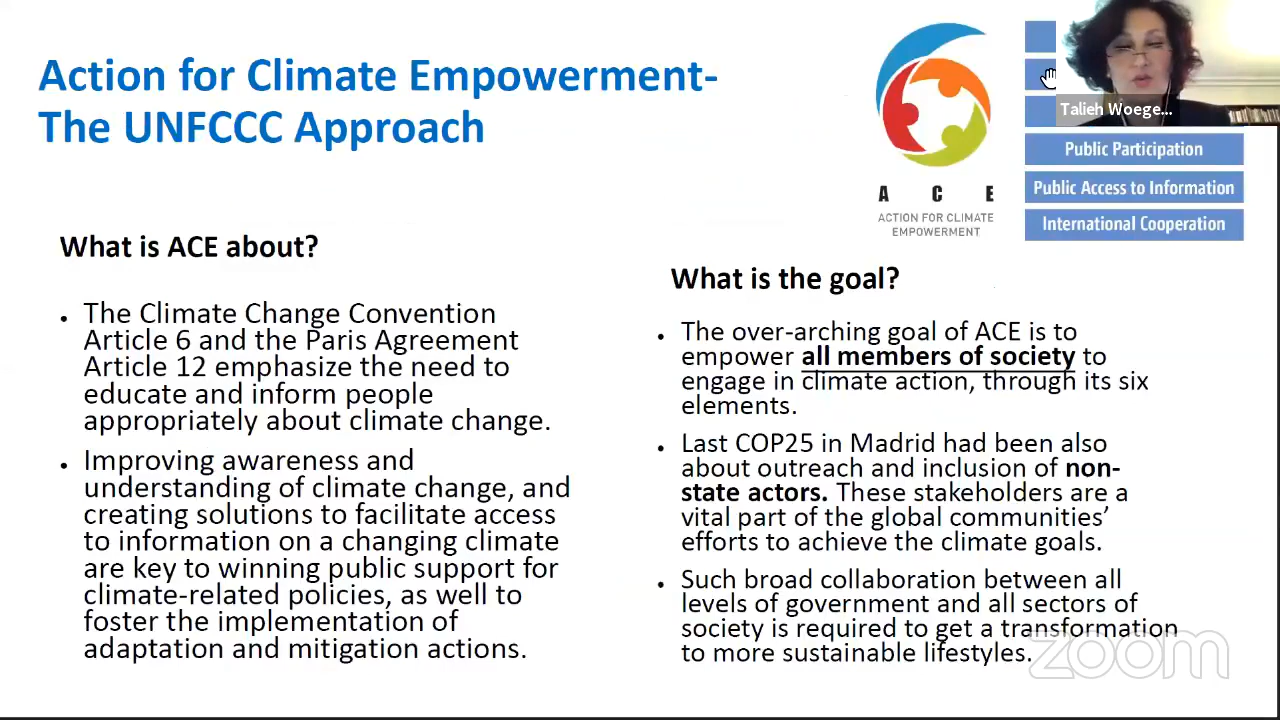 Action for Climate Empowerment-
The UNFCCC Approach
A C E
ACTION FOR CLIMATE
EMPOWERMENT
Talieh Woege...
Public Participation
Public Access to Information
International Cooperation
What is ACE about?
• The Climate Change Convention
Article 6 and the Paris Agreement
Article 12 emphasize the need to
educate and inform people
appropriately about climate change.
• Improving awareness and
understanding of climate change, and
creating solutions to facilitate access
to information on a changing climate
are key to winning public support for
climate-related policies, as well to
foster the implementation of
adaptation and mitigation actions.
What is the goal?
• The over-arching goal of ACE is to
empower all members of society to
engage in climate action, through its six
elements.
• Last COP25 in Madrid had been also
about outreach and inclusion of non-
state actors. These stakeholders are a
vital part of the global communities’
efforts to achieve the climate goals.
• Such broad collaboration between all
levels of government and all sectors of
society is required to get a transformation
to more sustainable lifestyles.
zoom